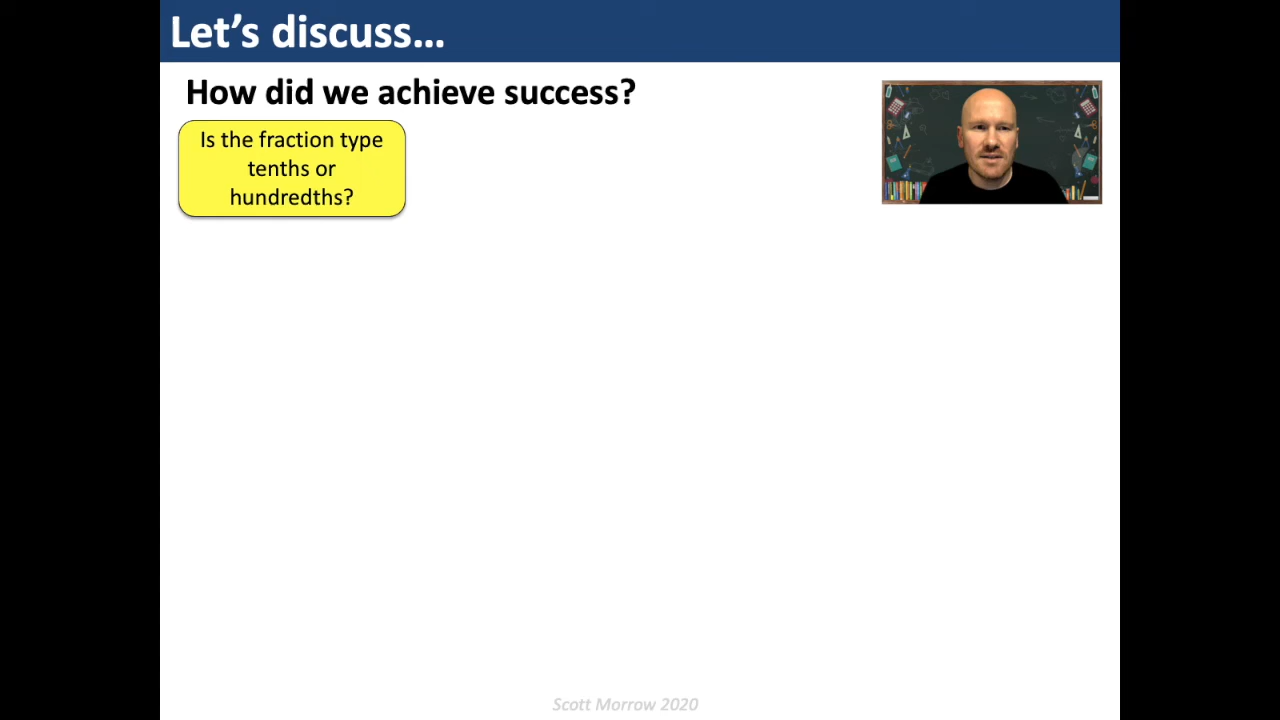 Let's discuss…
How did we achieve success?
Is the fraction type
tenths or
hundredths?
Scott Morrow 2020